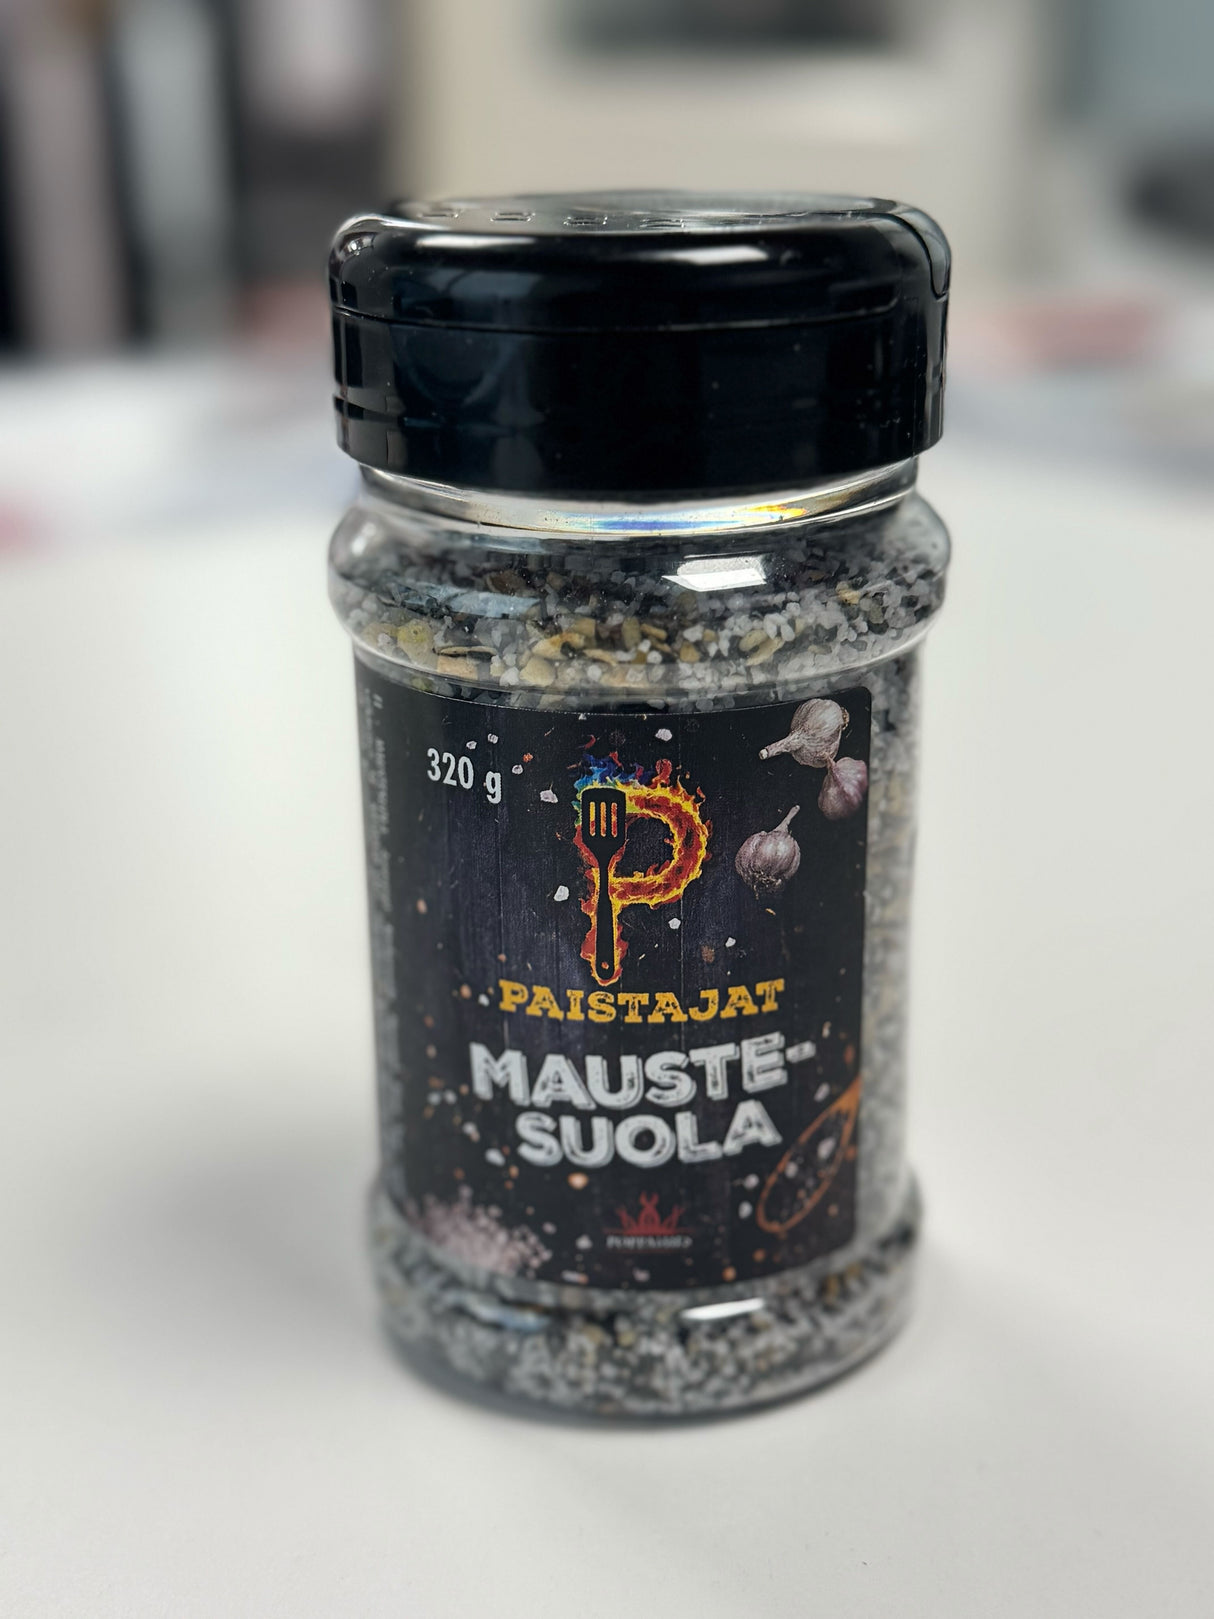 320 g
PAISTAJAT
MAUSTE-
SUOLA